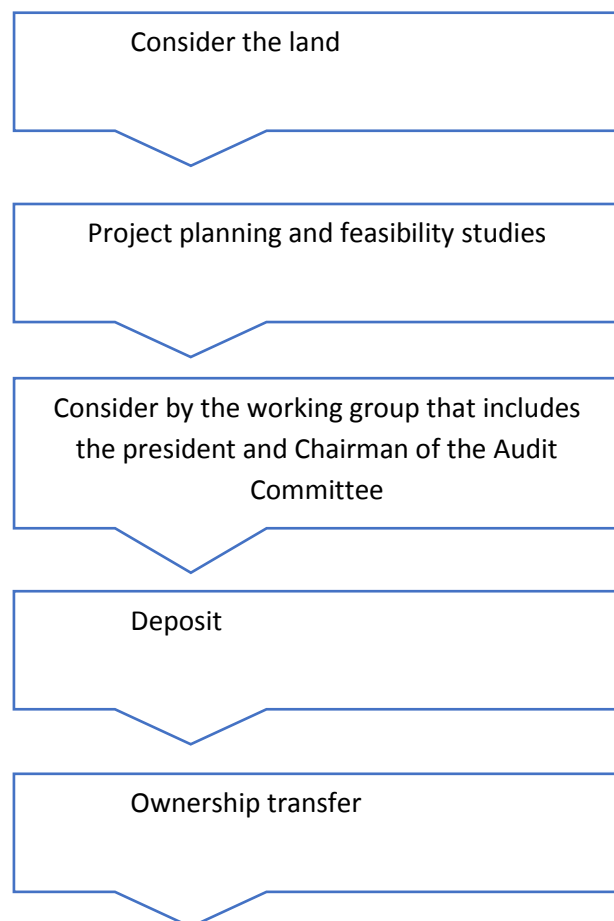 Consider the land
Project planning and feasibility studies
Consider by the working group that includes
the president and Chairman of the Audit
Committee
Deposit
Ownership transfer